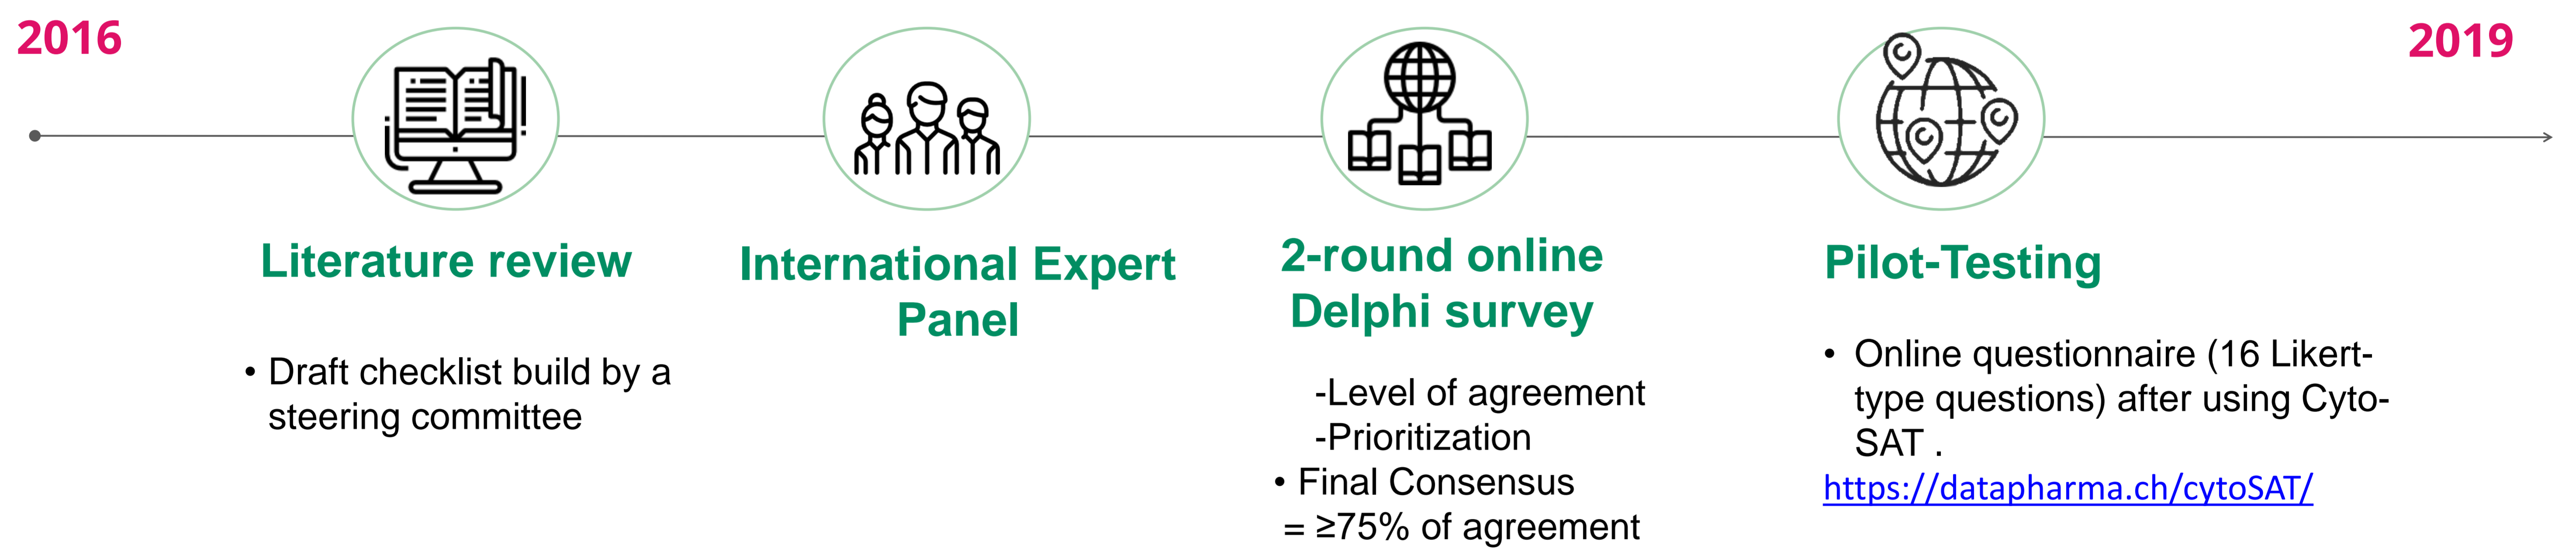 2016
2019
Literature review
• Draft checklist build by a
steering committee
International Expert
Panel
2-round online
Delphi survey
-Level of agreement
-Prioritization
• Final Consensus
= ≥75% of agreement
Pilot-Testing
• Online questionnaire (16 Likert-
type questions) after using Cyto-
SAT .
https://datapharma.ch/cytoSAT/